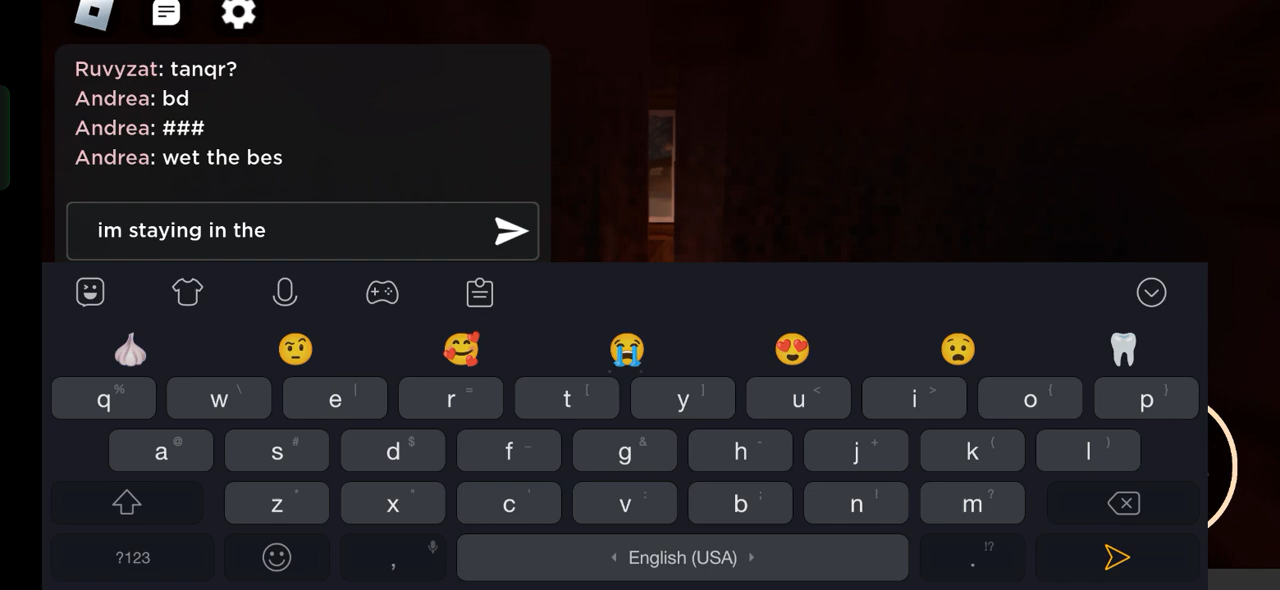 Ruvyzat: tanqr?
Andrea: bd
Andrea: ###
Andrea: wet the bes
im staying in the
q % w \ e | r = t [ y ] u < i > o { p }
a @ s # d $ f – g & h - j + k ( l )
z * x " c ' v : b ; n ! m ?
?123 , English (USA) . !?